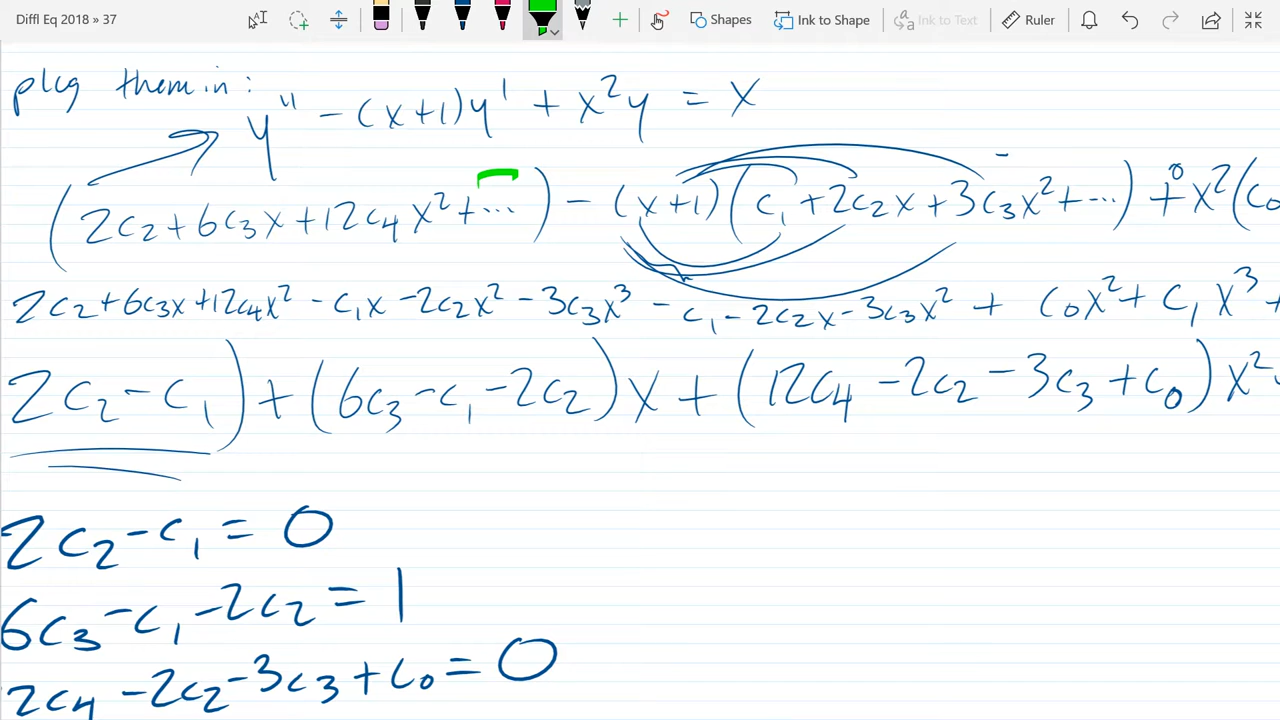 Diffl Eq 2018 » 37
Shapes
Ink to Shape
Ink to Text
Ruler
plug them in:
y'' - (x+1)y' + x²y = x
(2c₂+6c₃x+12c₄x²+...) - (x+1)(c₁+2c₂x+3c₃x²+...) + x²(c₀
2c₂+6c₃x+12c₄x² - c₁x - 2c₂x² - 3c₃x³ - c₁ - 2c₂x - 3c₃x² + c₀x² + c₁x³ +
2c₂ - c₁) + (6c₃ - c₁ - 2c₂)x + (12c₄ - 2c₂ - 3c₃ + c₀)x²
2c₂ - c₁ = 0
6c₃ - c₁ - 2c₂ = 1
2c₄ - 2c₂ - 3c₃ + c₀ = 0